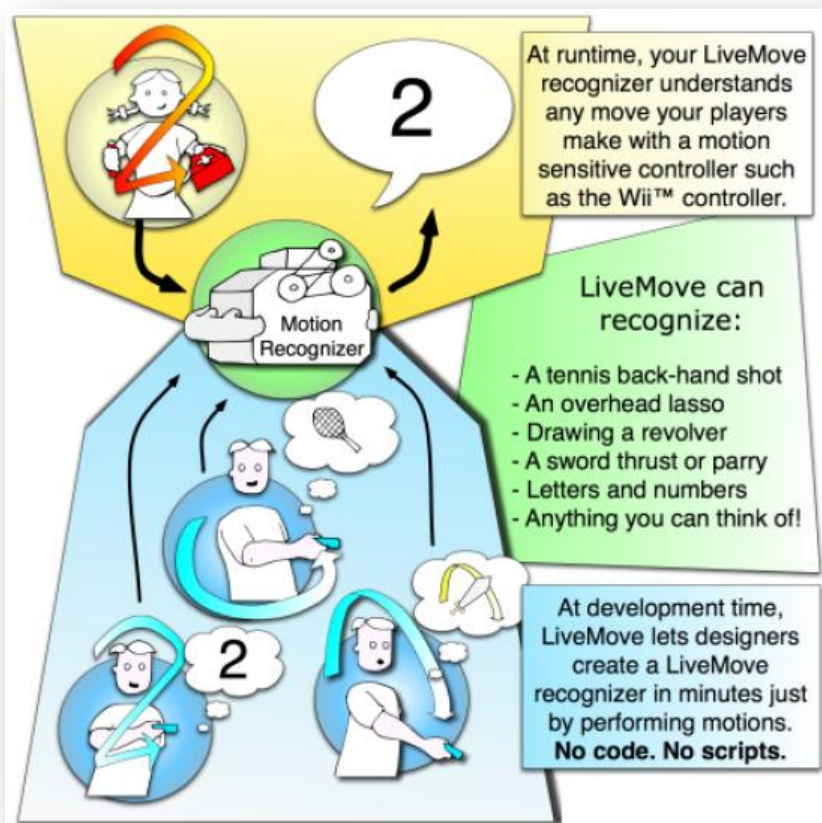 2
At runtime, your LiveMove
recognizer understands
any move your players
make with a motion
sensitive controller such
as the Wii™ controller.
Motion
Recognizer
LiveMove can
recognize:
- A tennis back-hand shot
- An overhead lasso
- Drawing a revolver
- A sword thrust or parry
- Letters and numbers
- Anything you can think of!
2
At development time,
LiveMove lets designers
create a LiveMove
recognizer in minutes just
by performing motions.
No code. No scripts.